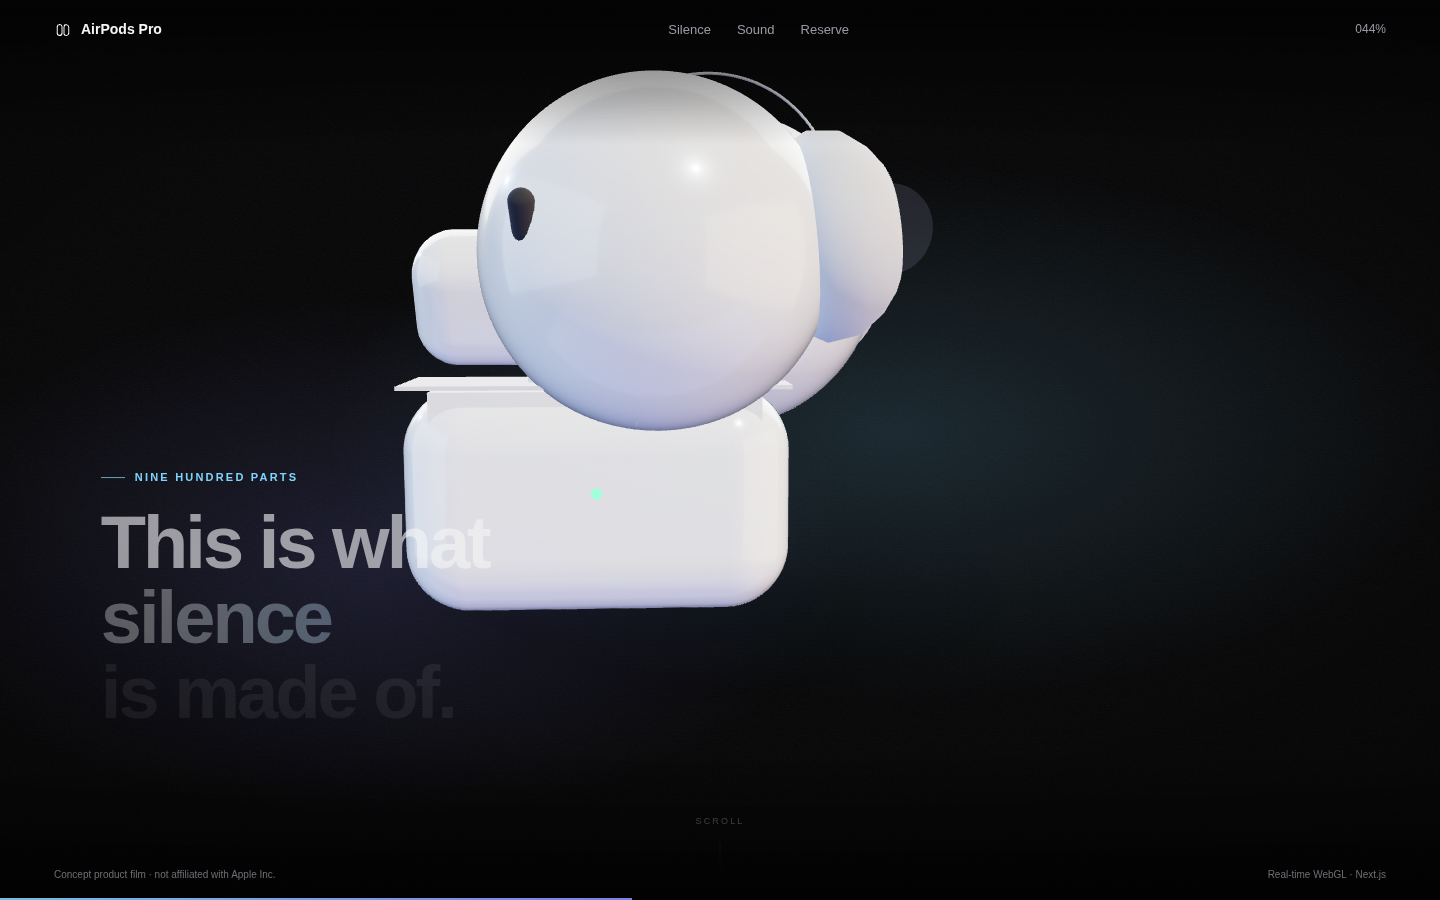 AirPods Pro
Silence
Sound
Reserve
044%
NINE HUNDRED PARTS
This is what
silence
is made of.
SCROLL
Concept product film · not affiliated with Apple Inc.
Real-time WebGL · Next.js